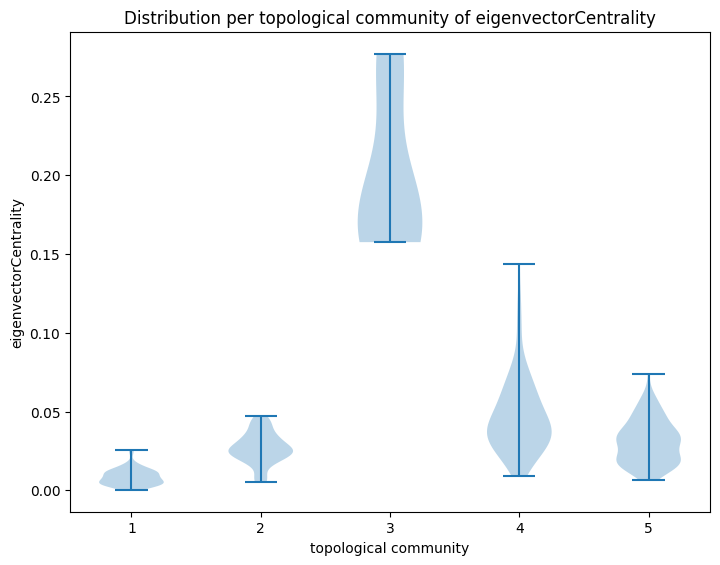 Distribution per topological community of eigenvectorCentrality
eigenvectorCentrality
0.25
0.20
0.15
0.10
0.05
0.00
1 2 3 4 5
topological community